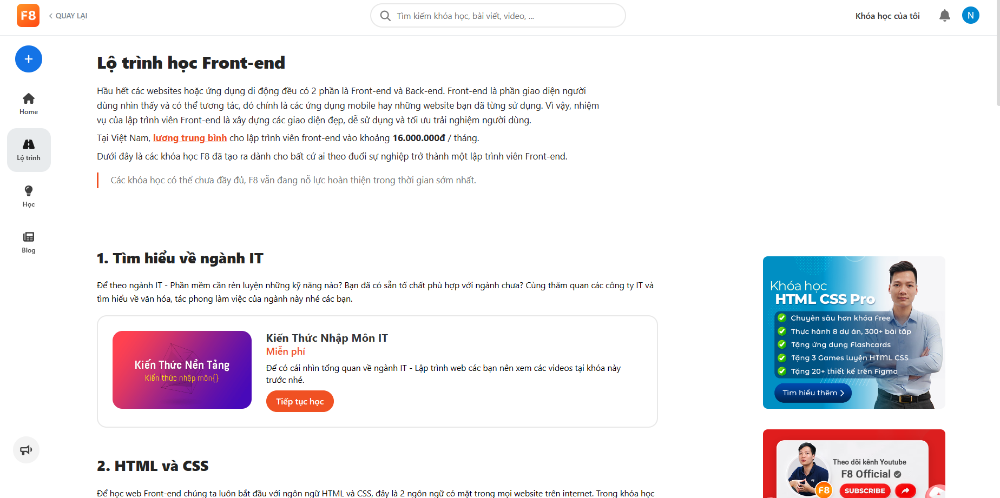 F8
QUAY LẠI
Tìm kiếm khóa học, bài viết, video, ...
Khóa học của tôi
N
Home
Lộ trình
Học
Blog
Lộ trình học Front-end
Hầu hết các websites hoặc ứng dụng di động đều có 2 phần là Front-end và Back-end. Front-end là phần giao diện người
dùng nhìn thấy và có thể tương tác, đó chính là các ứng dụng mobile hay những website bạn đã từng sử dụng. Vì vậy, nhiệm
vụ của lập trình viên Front-end là xây dựng các giao diện đẹp, dễ sử dụng và tối ưu trải nghiệm người dùng.
Tại Việt Nam, lương trung bình cho lập trình viên front-end vào khoảng 16.000.000đ / tháng.
Dưới đây là các khóa học F8 đã tạo ra dành cho bất cứ ai theo đuổi sự nghiệp trở thành một lập trình viên Front-end.
Các khóa học có thể chưa đầy đủ, F8 vẫn đang nỗ lực hoàn thiện trong thời gian sớm nhất.
1. Tìm hiểu về ngành IT
Để theo ngành IT - Phần mềm cần rèn luyện những kỹ năng nào? Bạn đã có sẵn tố chất phù hợp với ngành chưa? Cùng thăm quan các công ty IT và
tìm hiểu về văn hóa, tác phong làm việc của ngành này nhé các bạn.
Kiến Thức Nền Tảng
Kiến thức nhập môn{}
Kiến Thức Nhập Môn IT
Miễn phí
Để có cái nhìn tổng quan về ngành IT - Lập trình web các bạn nên xem các videos tại khóa này
trước nhé.
Tiếp tục học
2. HTML và CSS
Để học web Front-end chúng ta luôn bắt đầu với ngôn ngữ HTML và CSS, đây là 2 ngôn ngữ có mặt trong mọi website trên internet. Trong khóa học
Khóa học
HTML CSS Pro
Chuyên sâu hơn khóa Free
Thực hành 8 dự án, 300+ bài tập
Tặng ứng dụng Flashcards
Tặng 3 Games luyện HTML CSS
Tặng 20+ thiết kế trên Figma
Tìm hiểu thêm
Theo dõi kênh Youtube
F8 Official
F8
F8
SUBSCRIBE